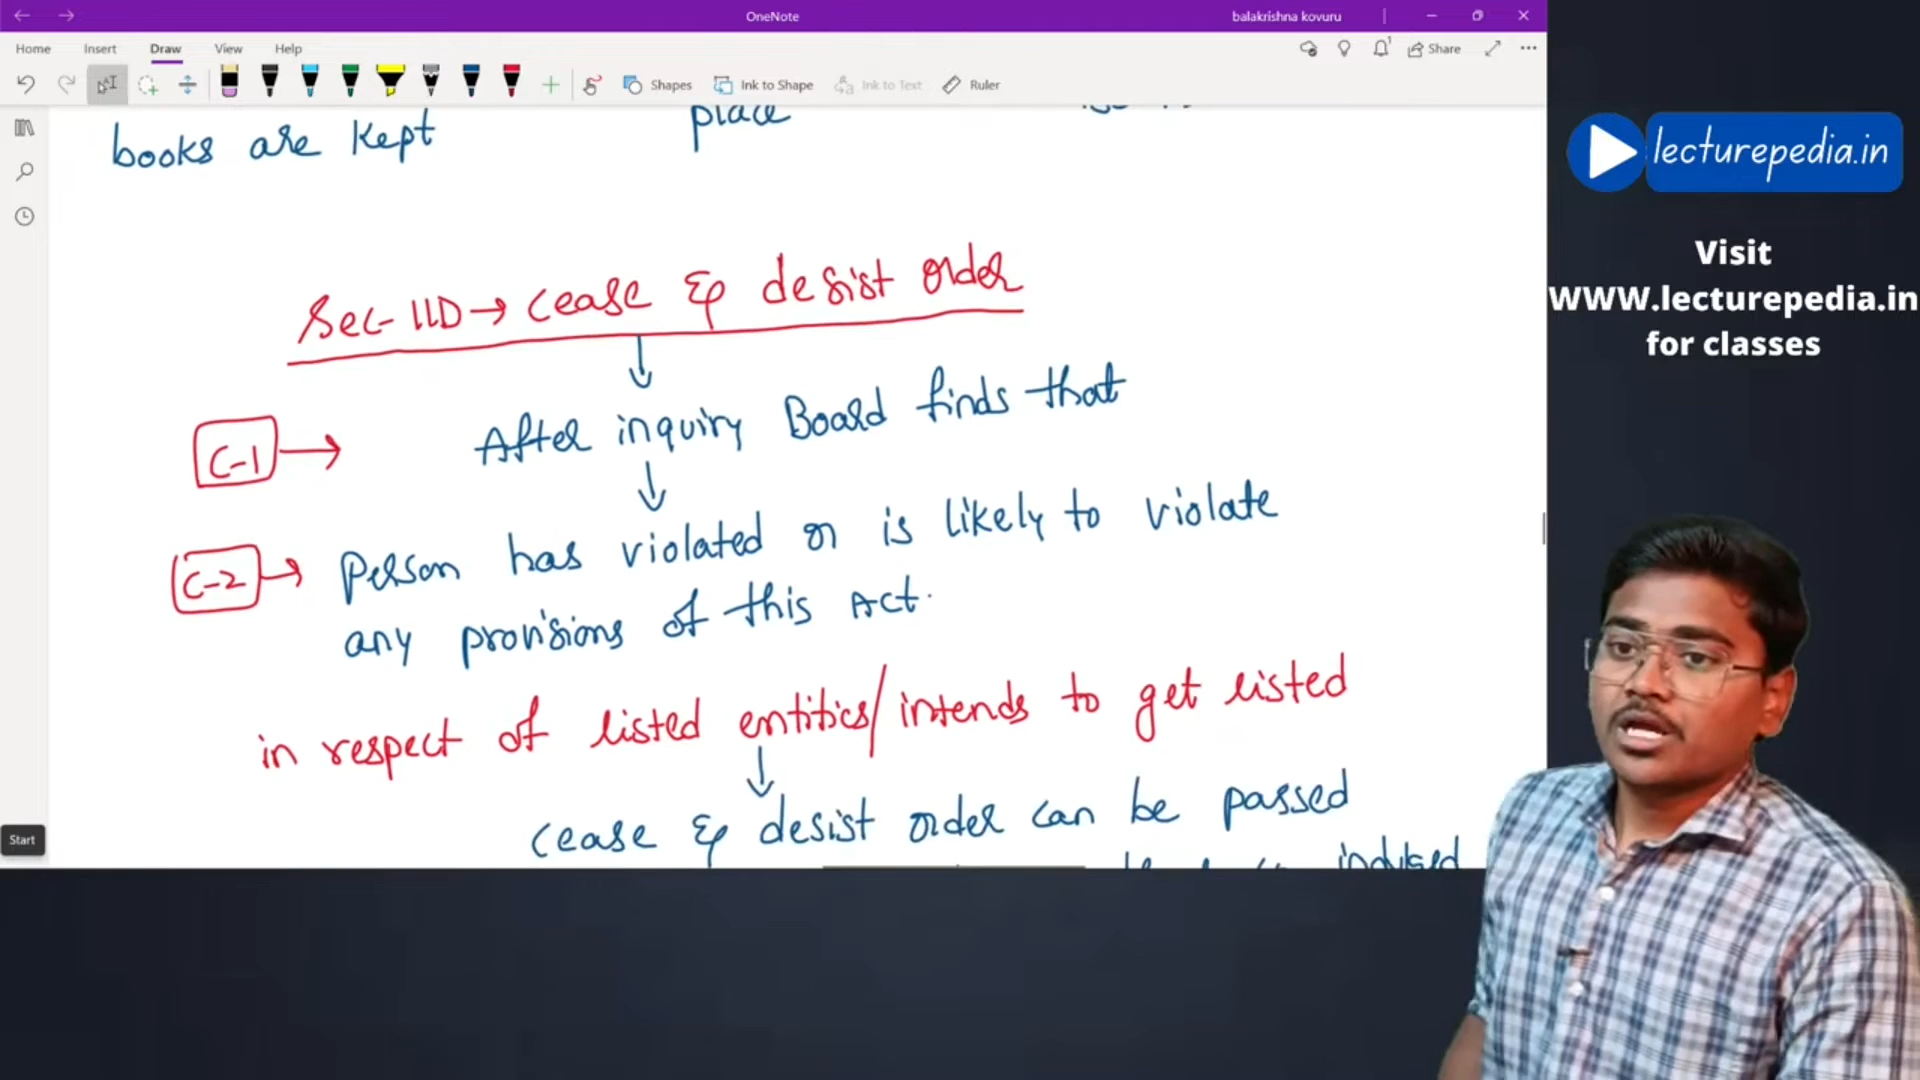 OneNote
balakrishna kovuru
Home Insert Draw View Help
Share
Shapes Ink to Shape Ink to Text Ruler
place
books are kept
Sec-11D → cease & desist order
C-1 → After inquiry Board finds that
C-2 → Person has violated or is likely to violate
any provisions of this Act.
in respect of listed entities/intends to get listed
cease & desist order can be passed
indulged
Start
lecturepedia.in
Visit
WWW.lecturepedia.in
for classes